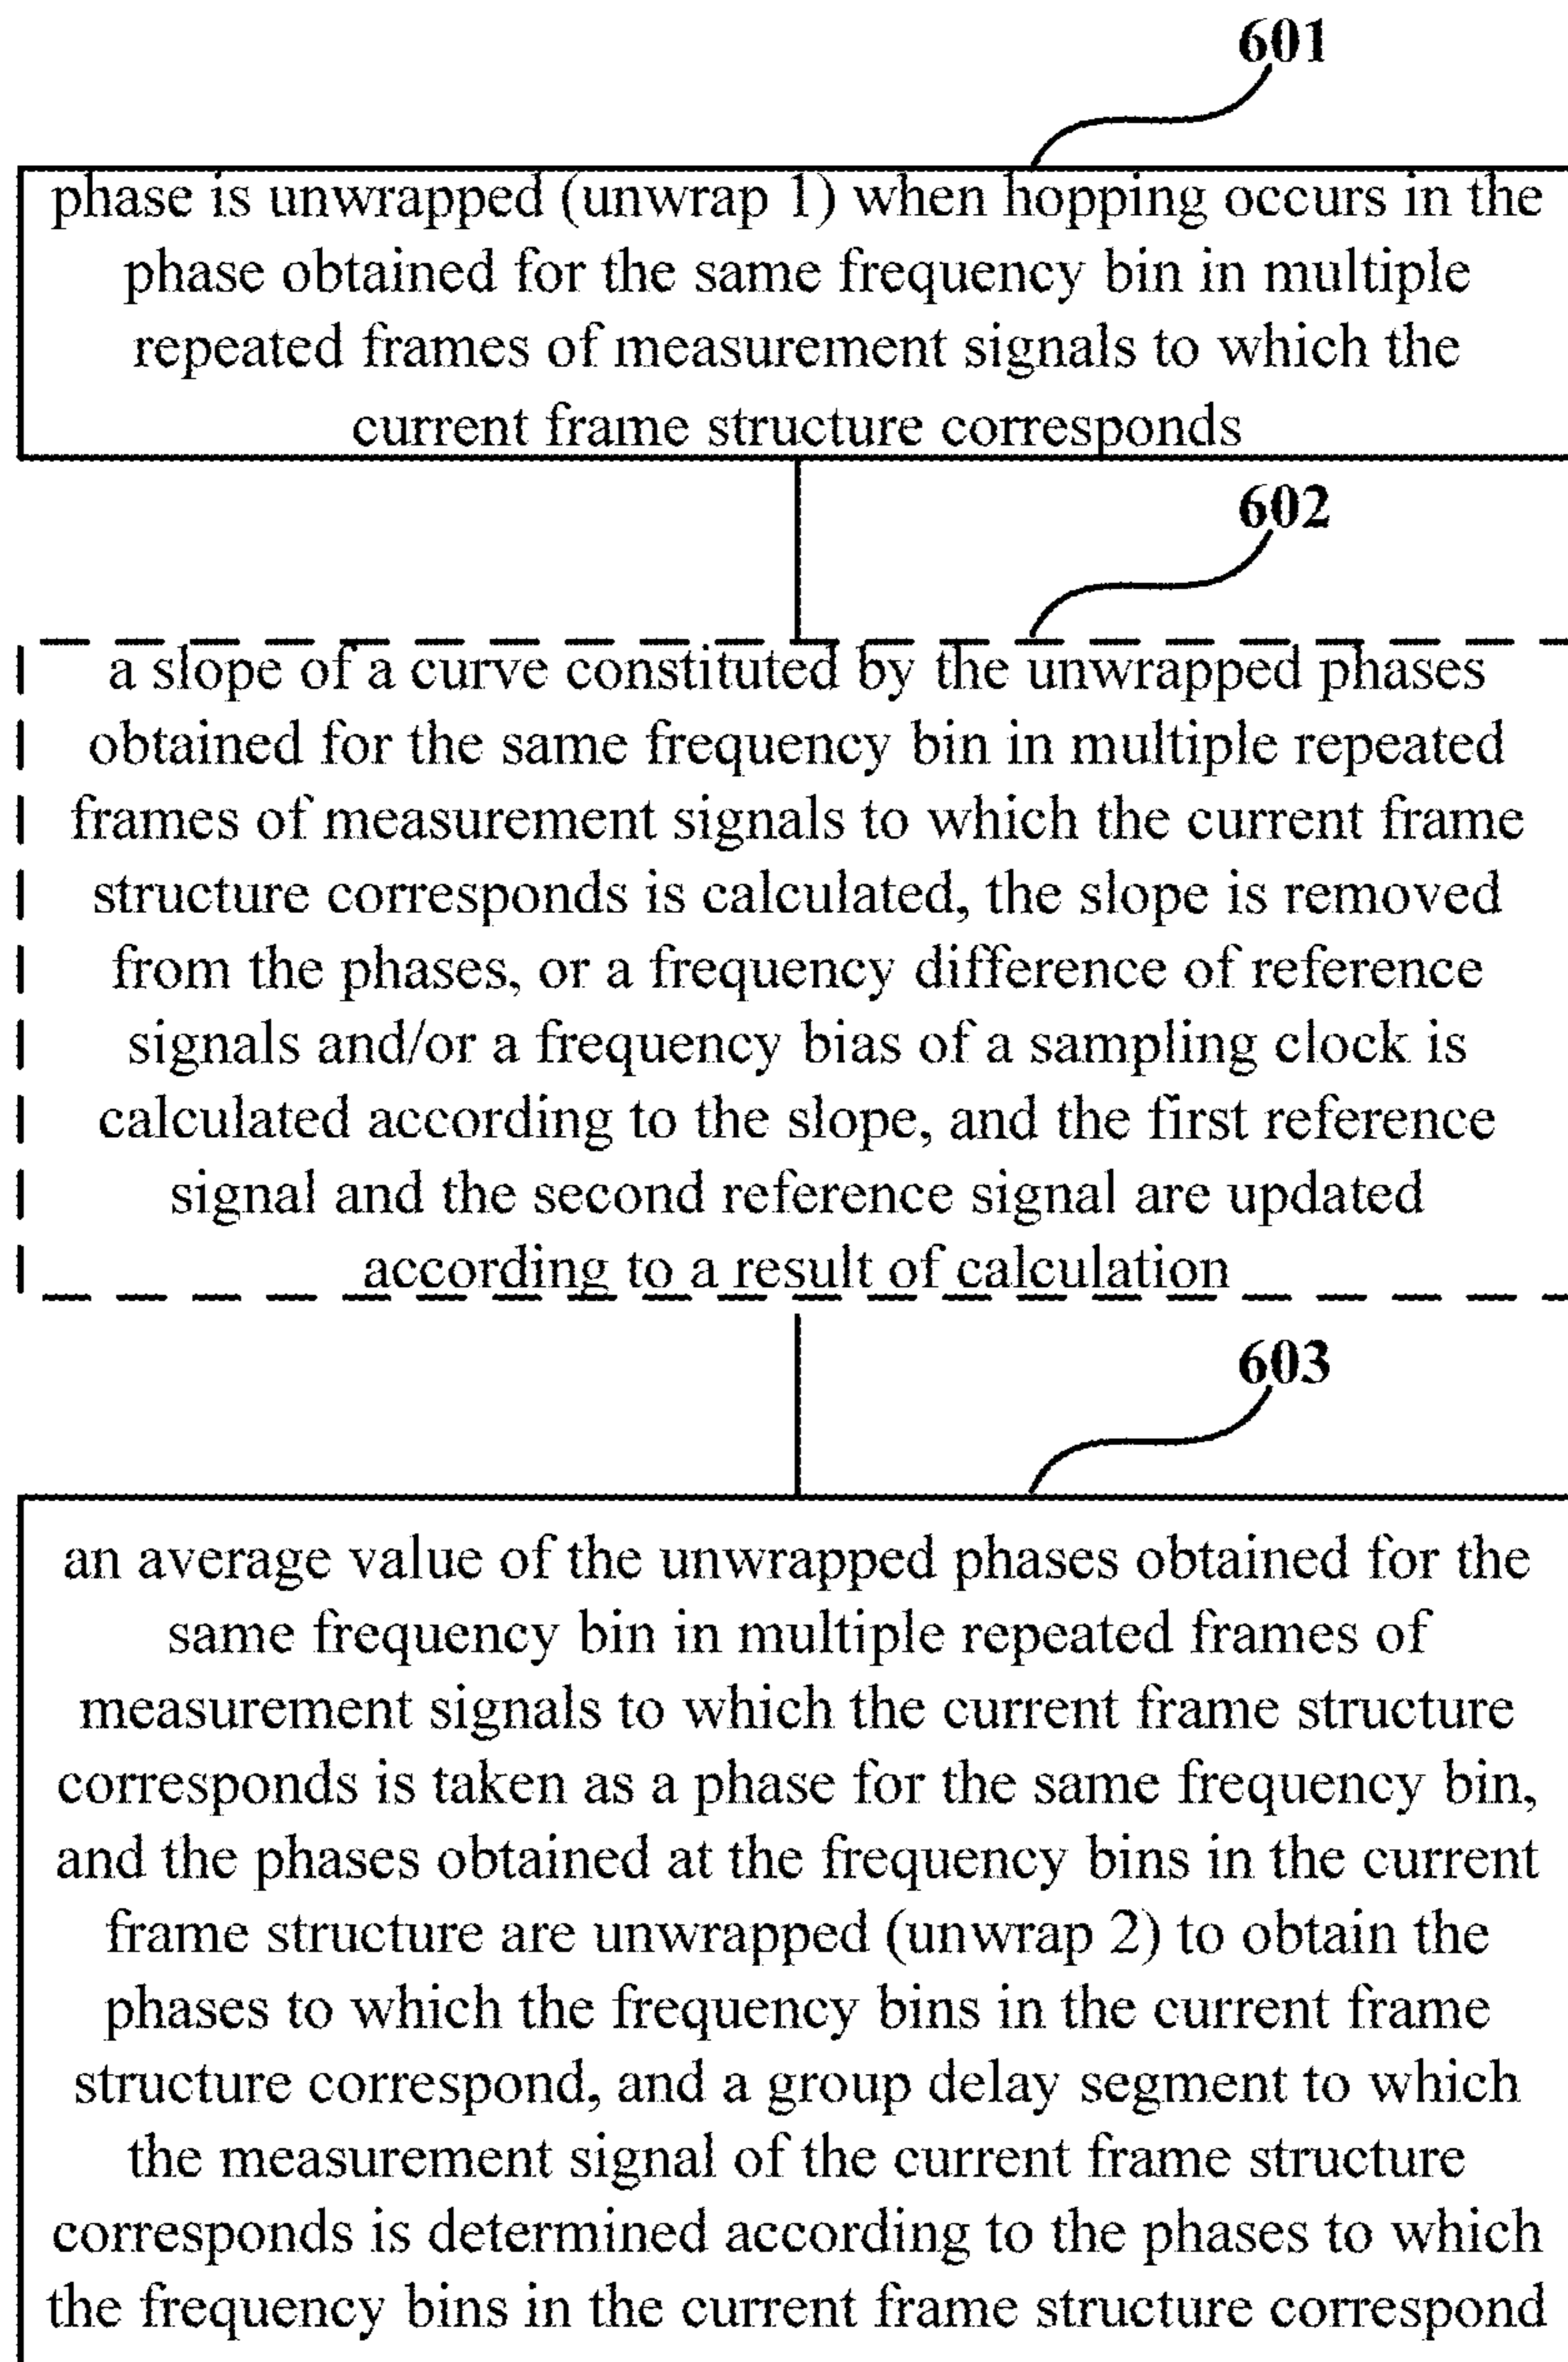 601
phase is unwrapped (unwrap 1) when hopping occurs in the
phase obtained for the same frequency bin in multiple
repeated frames of measurement signals to which the
current frame structure corresponds
602
a slope of a curve constituted by the unwrapped phases
obtained for the same frequency bin in multiple repeated
frames of measurement signals to which the current frame
structure corresponds is calculated, the slope is removed
from the phases, or a frequency difference of reference
signals and/or a frequency bias of a sampling clock is
calculated according to the slope, and the first reference
signal and the second reference signal are updated
according to a result of calculation
603
an average value of the unwrapped phases obtained for the
same frequency bin in multiple repeated frames of
measurement signals to which the current frame structure
corresponds is taken as a phase for the same frequency bin,
and the phases obtained at the frequency bins in the current
frame structure are unwrapped (unwrap 2) to obtain the
phases to which the frequency bins in the current frame
structure correspond, and a group delay segment to which
the measurement signal of the current frame structure
corresponds is determined according to the phases to which
the frequency bins in the current frame structure correspond